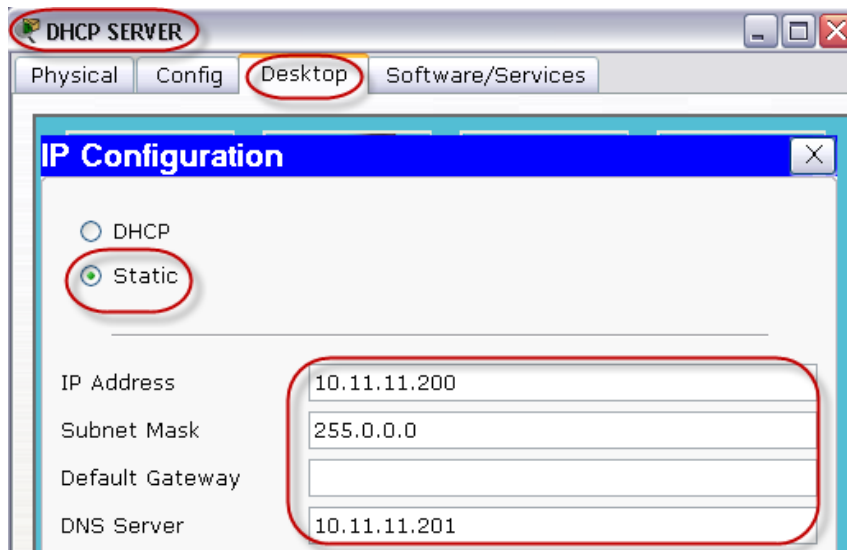 DHCP SERVER
Physical Config Desktop Software/Services
IP Configuration X
DHCP
Static
IP Address 10.11.11.200
Subnet Mask 255.0.0.0
Default Gateway
DNS Server 10.11.11.201